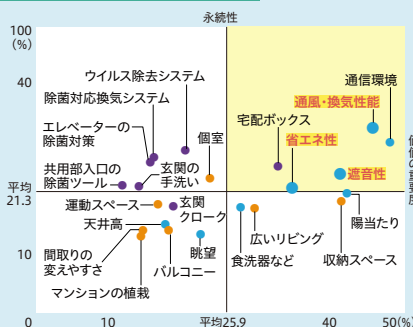 永続性
100
(%)
40
平均
21.3
10
0
10
平均25.9
40
50(%)
ウイルス除去システム
除菌対応換気システム
エレベーターの
除菌対策
個室
共用部入口の
除菌ツール
玄関の
手洗い
通信環境
通風・換気性能
宅配ボックス
省エネ性
遮音性
運動スペース
玄関
クローク
天井高
間取りの
変えやすさ
バルコニー
眺望
マンションの植栽
食洗器など
広いリビング
陽当たり
収納スペース